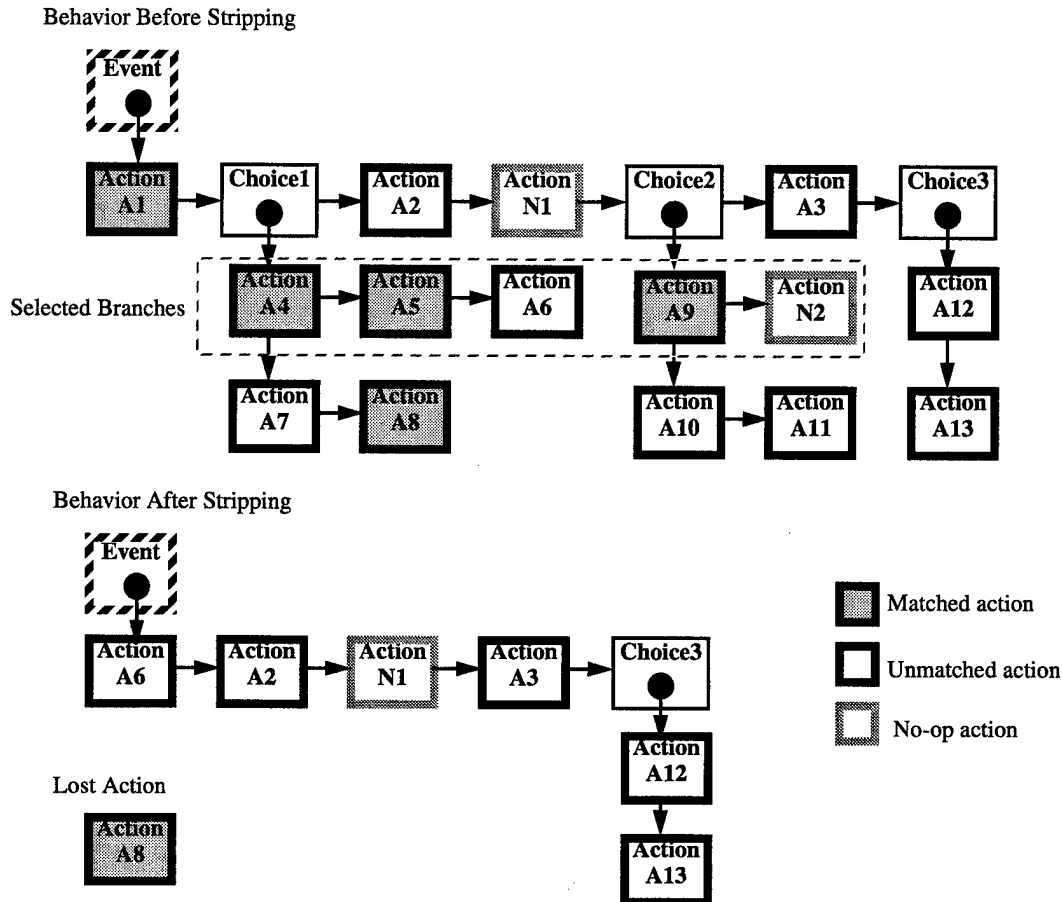 Behavior Before Stripping
Event
Action
A1
Choice1
Action
A2
Action
N1
Choice2
Action
A3
Choice3
Selected Branches
Action
A4
Action
A5
Action
A6
Action
A9
Action
N2
Action
A12
Action
A7
Action
A8
Action
A10
Action
A11
Action
A13
Behavior After Stripping
Event
Action
A6
Action
A2
Action
N1
Action
A3
Choice3
Matched action
Unmatched action
No-op action
Action
A12
Lost Action
Action
A8
Action
A13